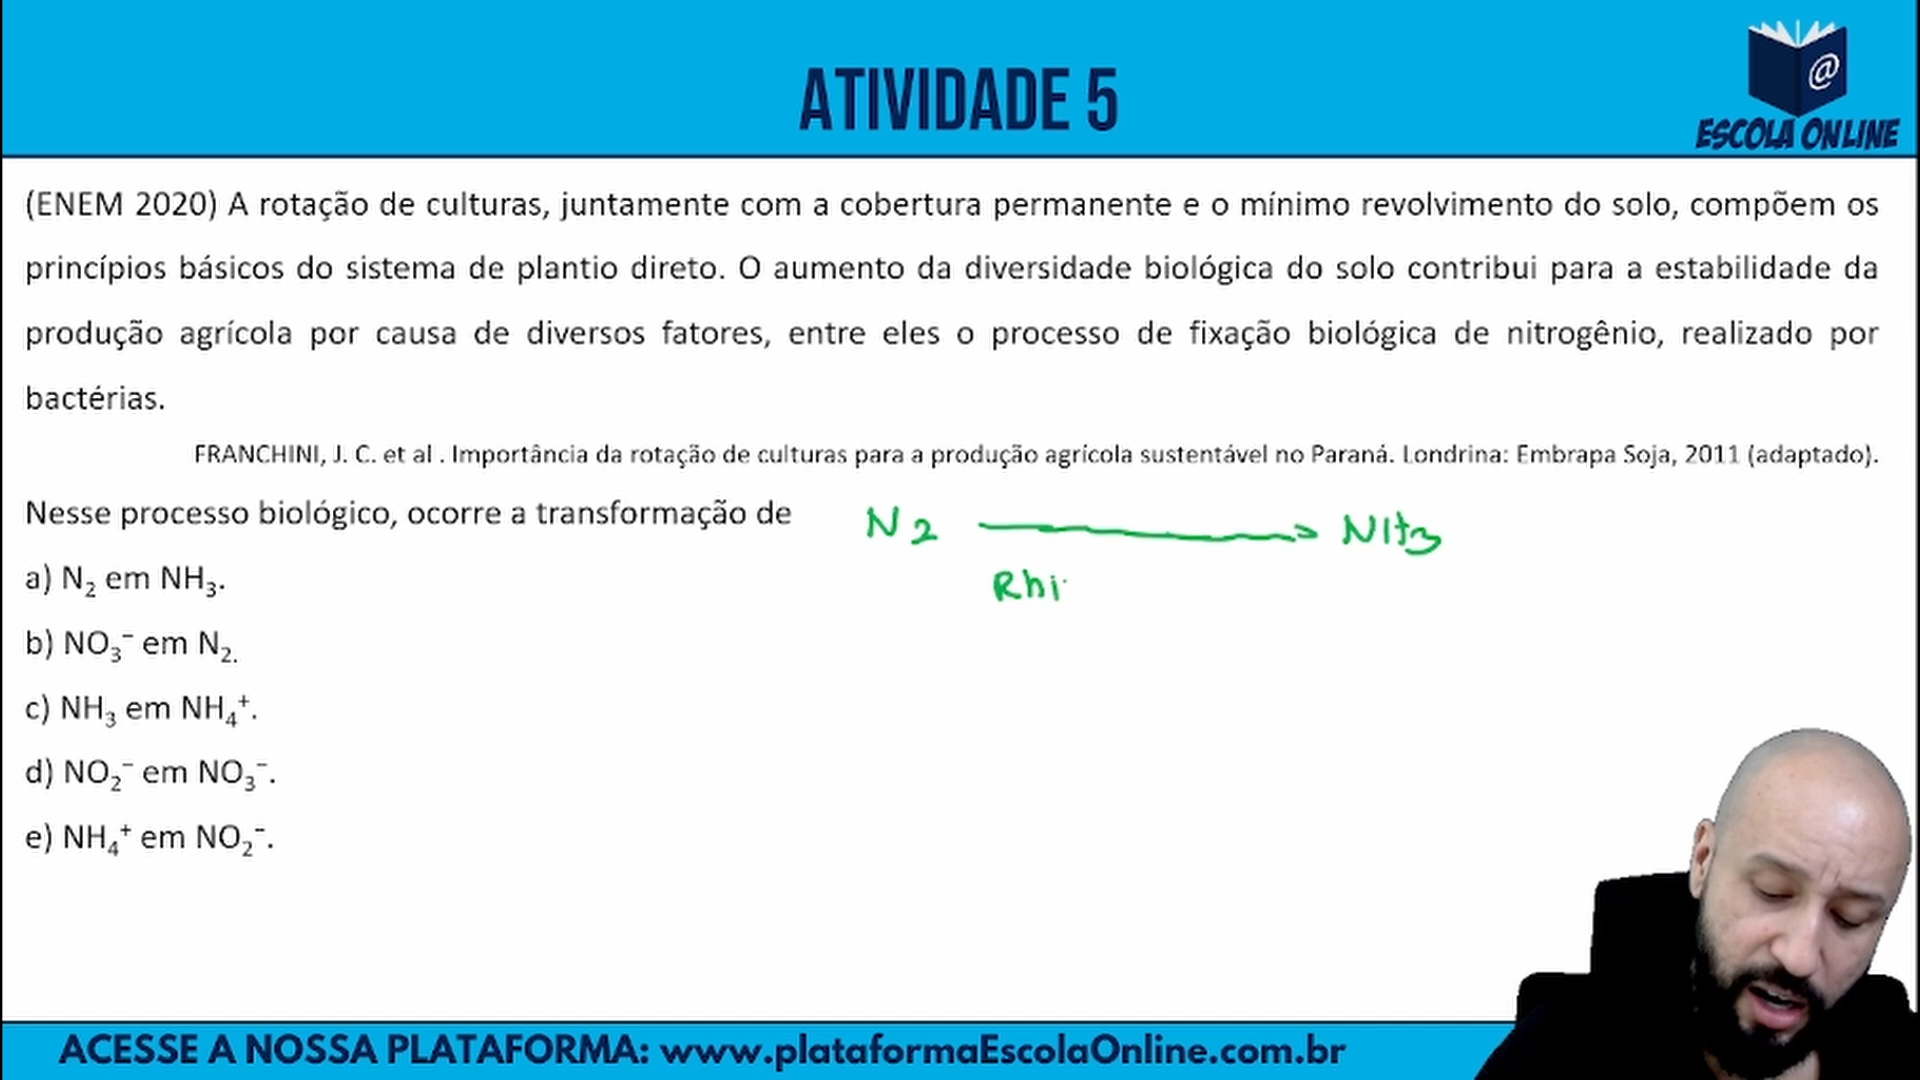 ATIVIDADE 5
@
ESCOLA ONLINE
(ENEM 2020) A rotação de culturas, juntamente com a cobertura permanente e o mínimo revolvimento do solo, compõem os
princípios básicos do sistema de plantio direto. O aumento da diversidade biológica do solo contribui para a estabilidade da
produção agrícola por causa de diversos fatores, entre eles o processo de fixação biológica de nitrogênio, realizado por
bactérias.
FRANCHINI, J. C. et al . Importância da rotação de culturas para a produção agrícola sustentável no Paraná. Londrina: Embrapa Soja, 2011 (adaptado).
Nesse processo biológico, ocorre a transformação de
N2 → NH3
Rhi
a) N₂ em NH₃.
b) NO₃⁻ em N₂.
c) NH₃ em NH₄⁺.
d) NO₂⁻ em NO₃⁻.
e) NH₄⁺ em NO₂⁻.
ACESSE A NOSSA PLATAFORMA: www.plataformaEscolaOnline.com.br